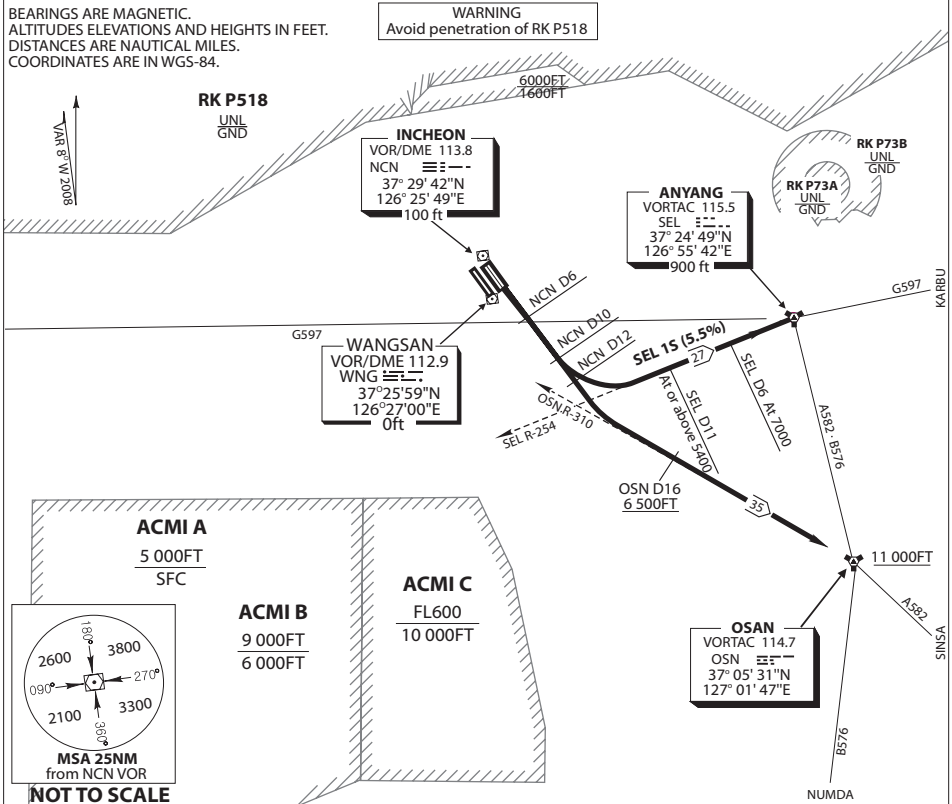 BEARINGS ARE MAGNETIC.
ALTITUDES ELEVATIONS AND HEIGHTS IN FEET.
DISTANCES ARE NAUTICAL MILES.
COORDINATES ARE IN WGS-84.
WARNING
Avoid penetration of RK P518
VAR 8° W 2008
RK P518
UNL
GND
6000FT
1600FT
INCHEON
VOR/DME 113.8
NCN
37° 29' 42"N
126° 25' 49"E
100 ft
RK P73B
UNL
GND
RK P73A
UNL
GND
ANYANG
VORTAC 115.5
SEL
37° 24' 49"N
126° 55' 42"E
900 ft
G597
KARBU
G597
NCN D6
NCN D10
NCN D12
SEL 1S (5.5%)
27
WANGSAN
VOR/DME 112.9
WNG
37°25'59"N
126°27'00"E
0ft
OSN R-310
SEL R-254
SEL D11
At or above 5400
SEL D6 At 7000
A582 · B576
OSN D16
6 500FT
35
11 000FT
A582
SINSA
OSAN
VORTAC 114.7
OSN
37° 05' 31"N
127° 01' 47"E
B576
NUMDA
ACMI A
5 000FT
SFC
ACMI B
9 000FT
6 000FT
ACMI C
FL600
10 000FT
180°
2600
3800
090°
270°
2100
3300
360°
MSA 25NM
from NCN VOR
NOT TO SCALE